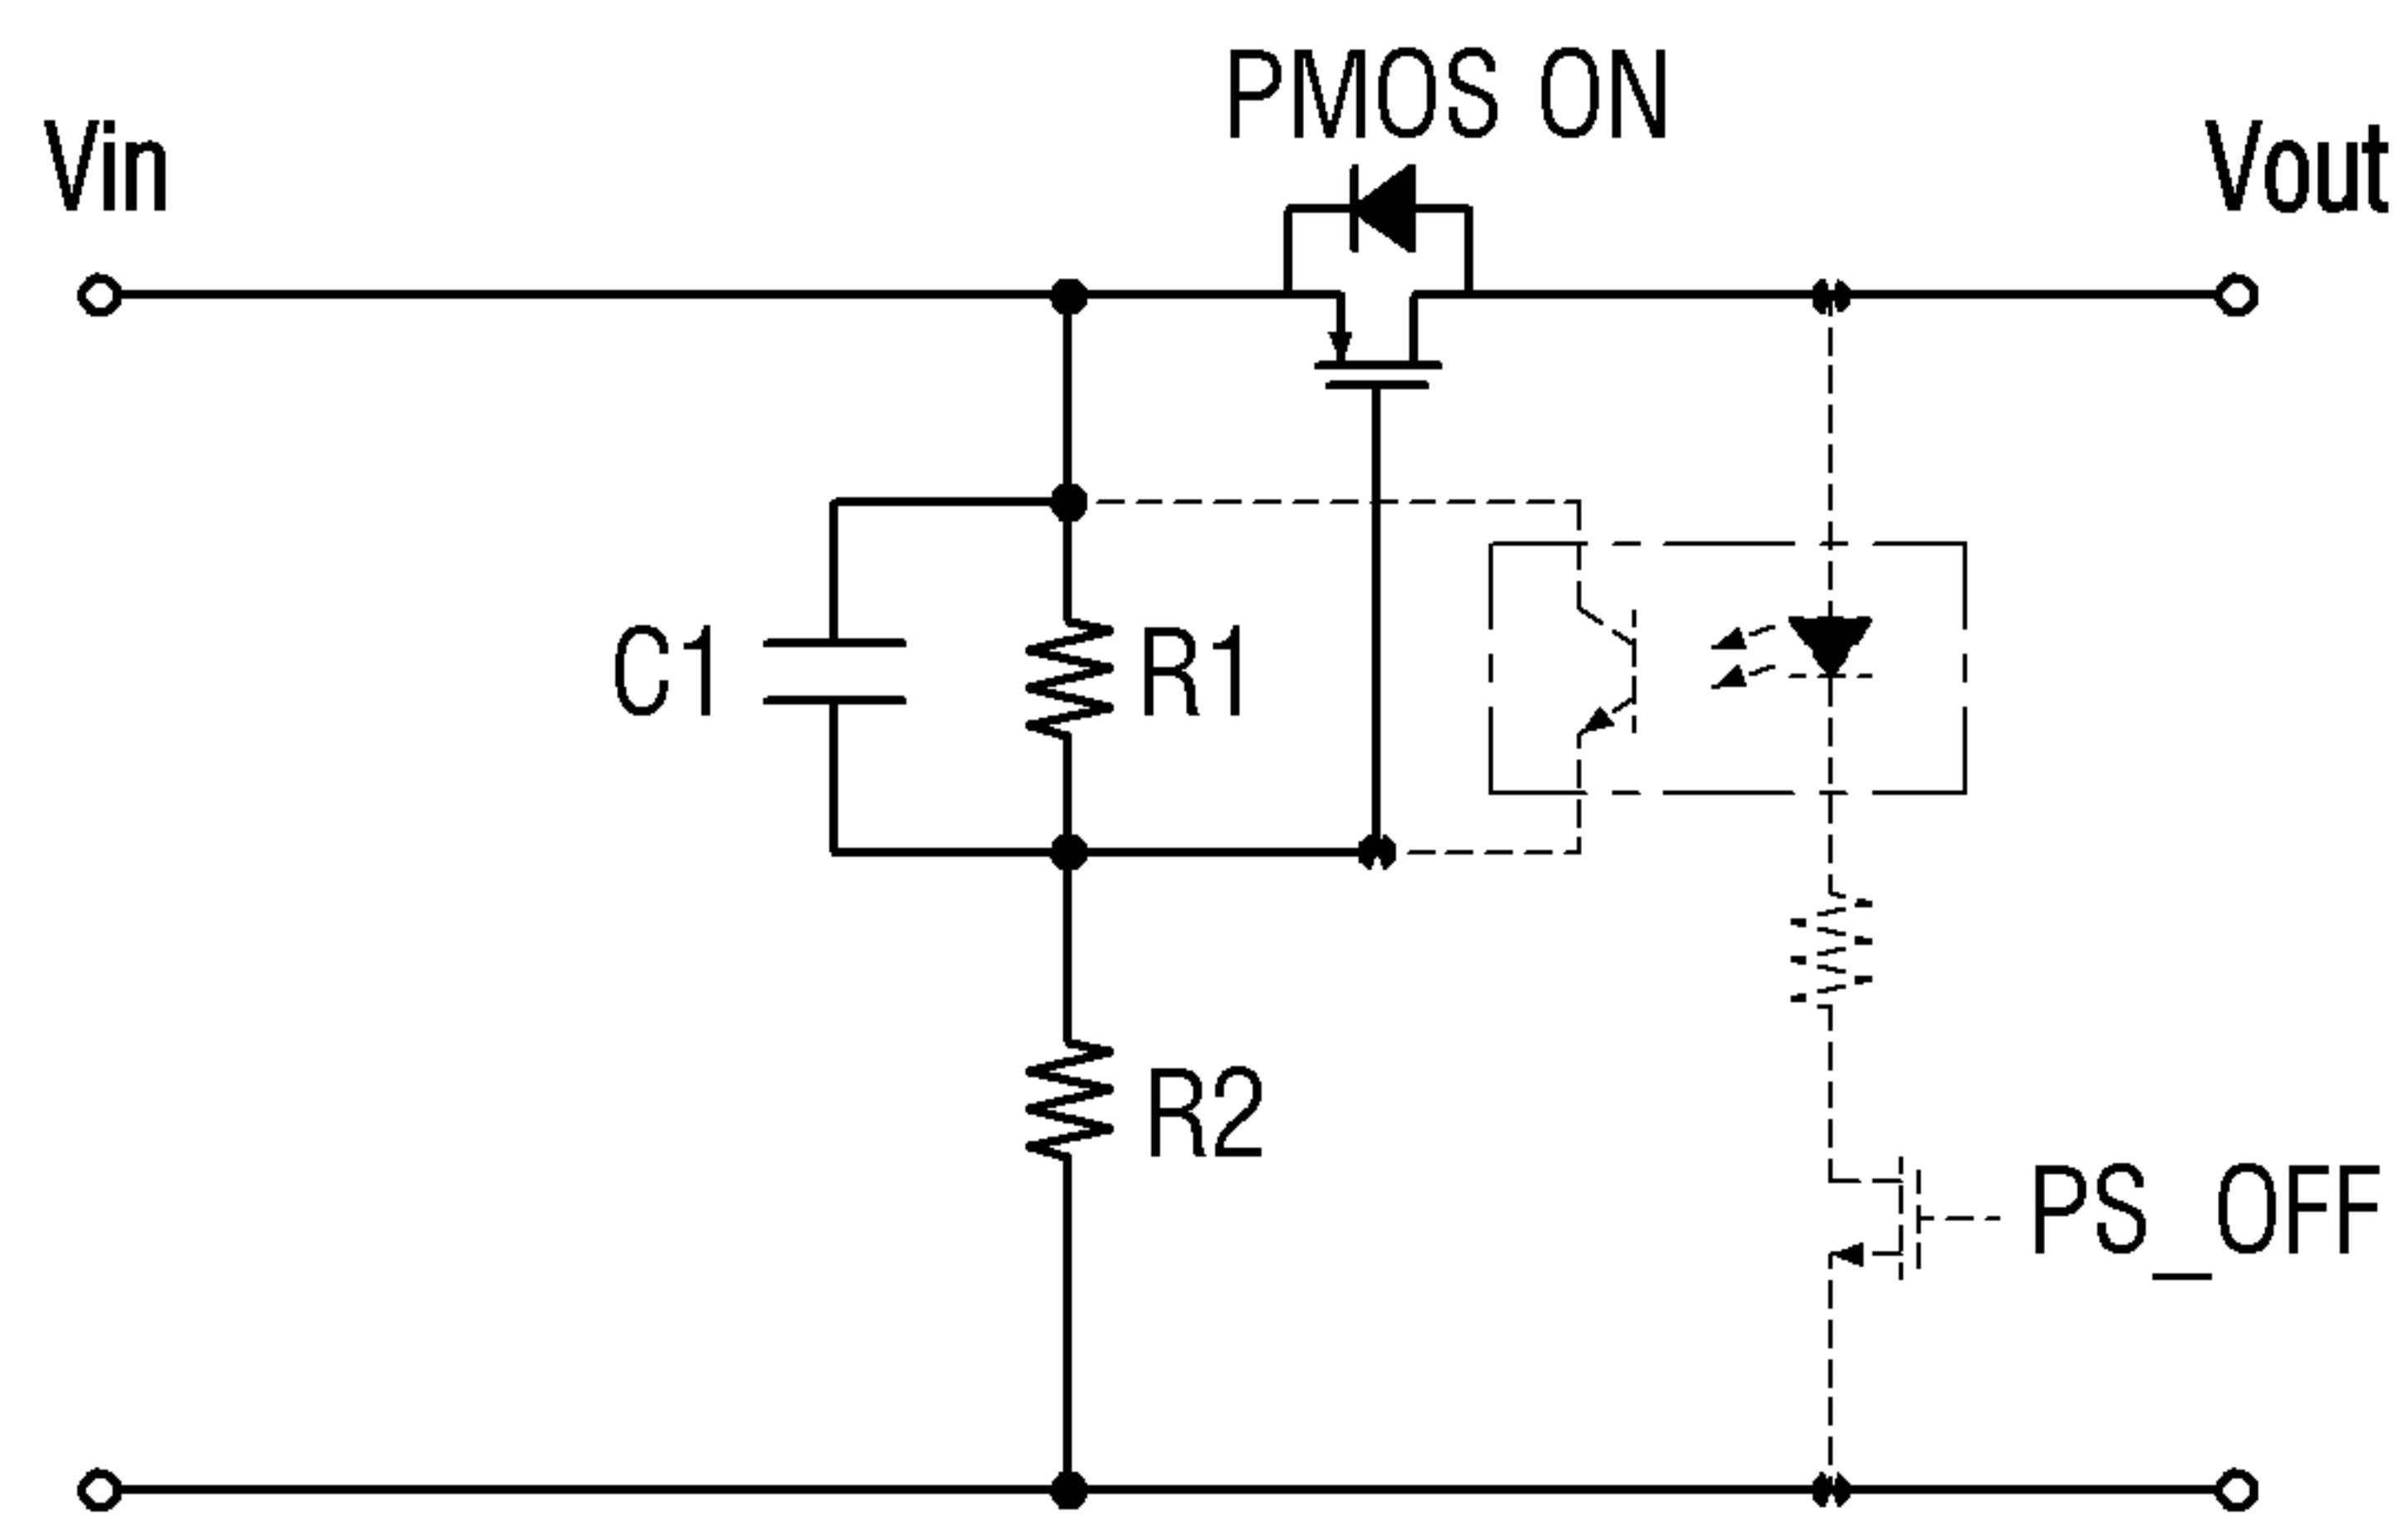 PMOS ON
Vin
Vout
C1
R1
R2
PS_OFF